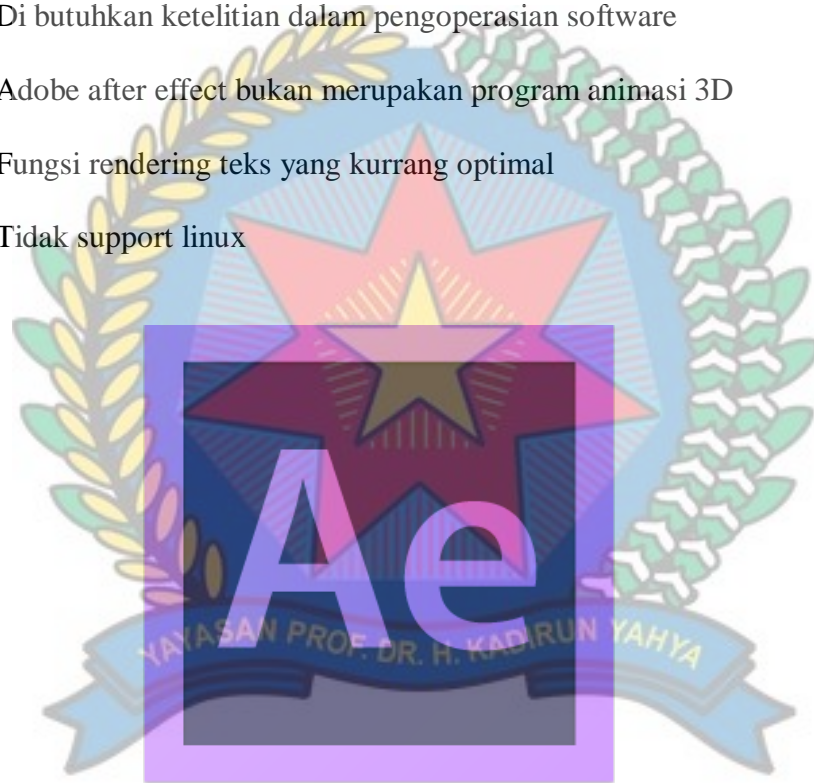 Di butuhkan ketelitian dalam pengoperasian software
Adobe after effect bukan merupakan program animasi 3D
Fungsi rendering teks yang kurrang optimal
Tidak support linux
Ae
YAYASAN PROF. DR. H. KADIRUN YAHYA